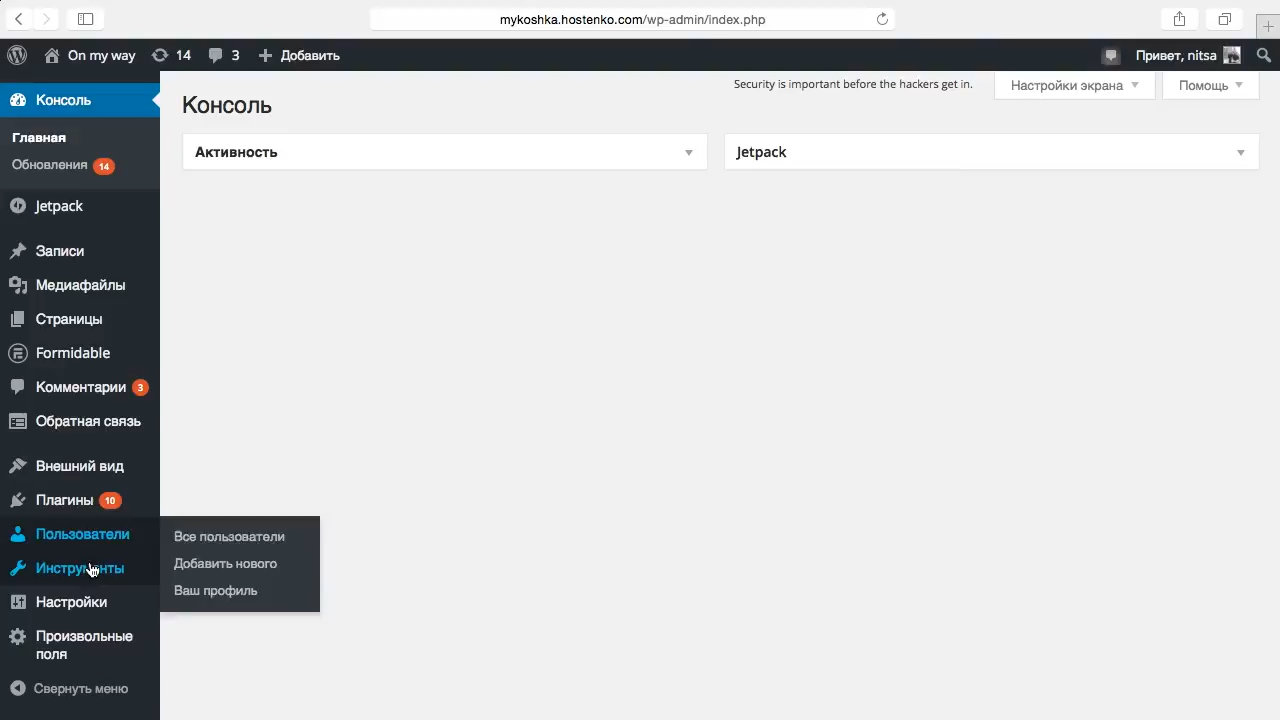 mykoshka.hostenko.com/wp-admin/index.php
On my way
14
3
Добавить
Привет, nitsa
Консоль
Главная
Обновления 14
Jetpack
Записи
Медиафайлы
Страницы
Formidable
Комментарии 3
Обратная связь
Внешний вид
Плагины 10
Пользователи
Инструменты
Настройки
Произвольные
поля
Свернуть меню
Все пользователи
Добавить нового
Ваш профиль
Security is important before the hackers get in.
Настройки экрана
Помощь
Консоль
Активность
Jetpack